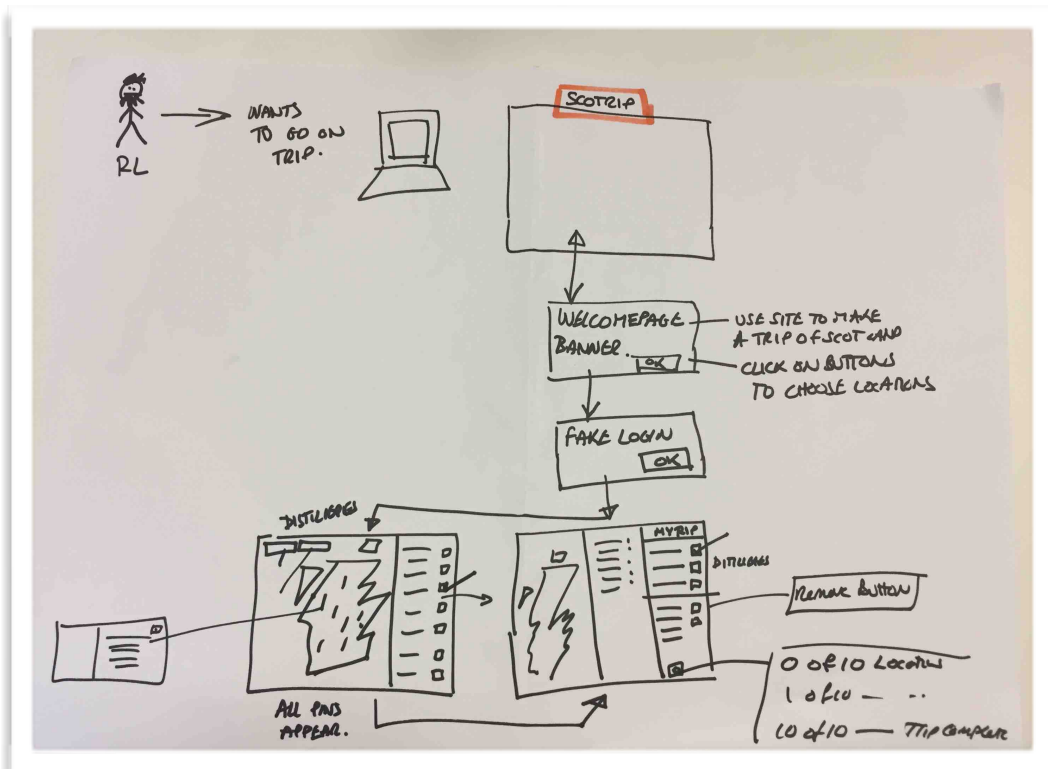 RL
WANTS
TO GO ON
TRIP.
SCOTRIP
WELCOMEPAGE
BANNER.
OK
USE SITE TO MAKE
A TRIP OF SCOTLAND
CLICK ON BUTTONS
TO CHOOSE LOCATIONS
FAKE LOGIN
OK
DISTILLERIES
ALL PINS
APPEAR.
MYTRIP
REMOVE BUTTON
0 of 10 LOCATIONS
1 of 10 — ..
10 of 10 — TRIP COMPLETE